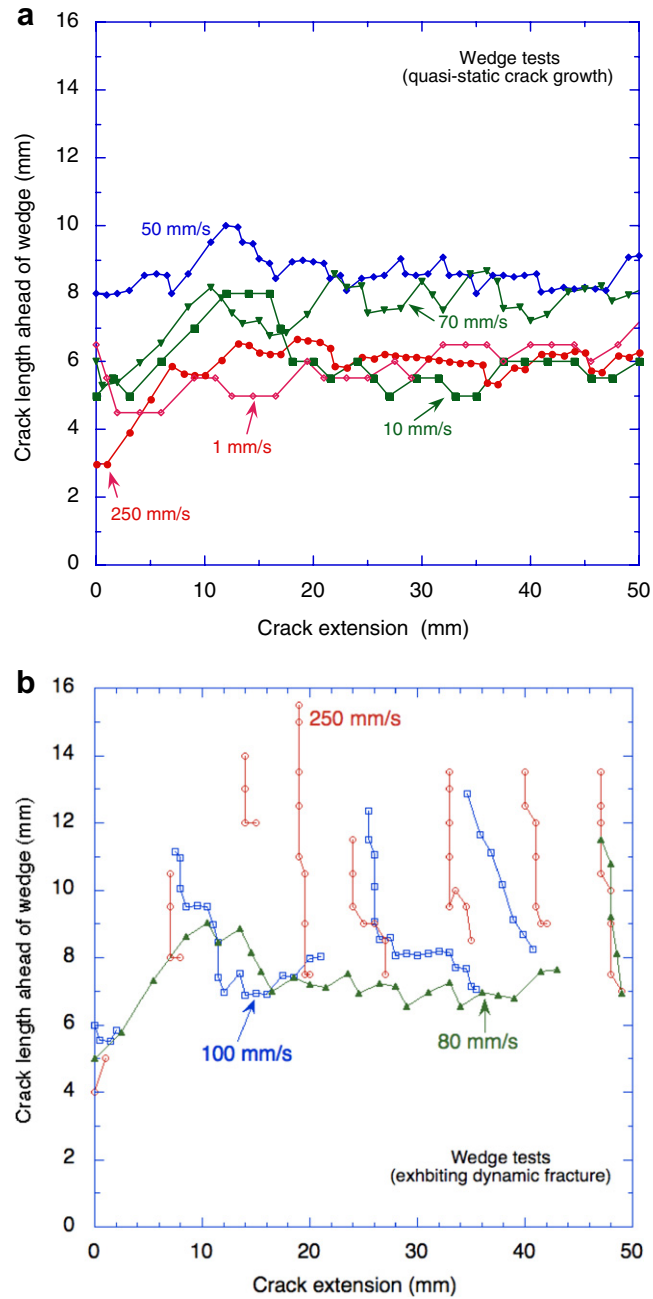 a
16
14
12
10
8
6
4
2
0
Crack length ahead of wedge (mm)
Wedge tests
(quasi-static crack growth)
50 mm/s
70 mm/s
10 mm/s
1 mm/s
250 mm/s
0 10 20 30 40 50
Crack extension (mm)
b
16
14
12
10
8
6
4
2
0
Crack length ahead of wedge (mm)
250 mm/s
100 mm/s
80 mm/s
Wedge tests
(exhbiting dynamic fracture)
0 10 20 30 40 50
Crack extension (mm)